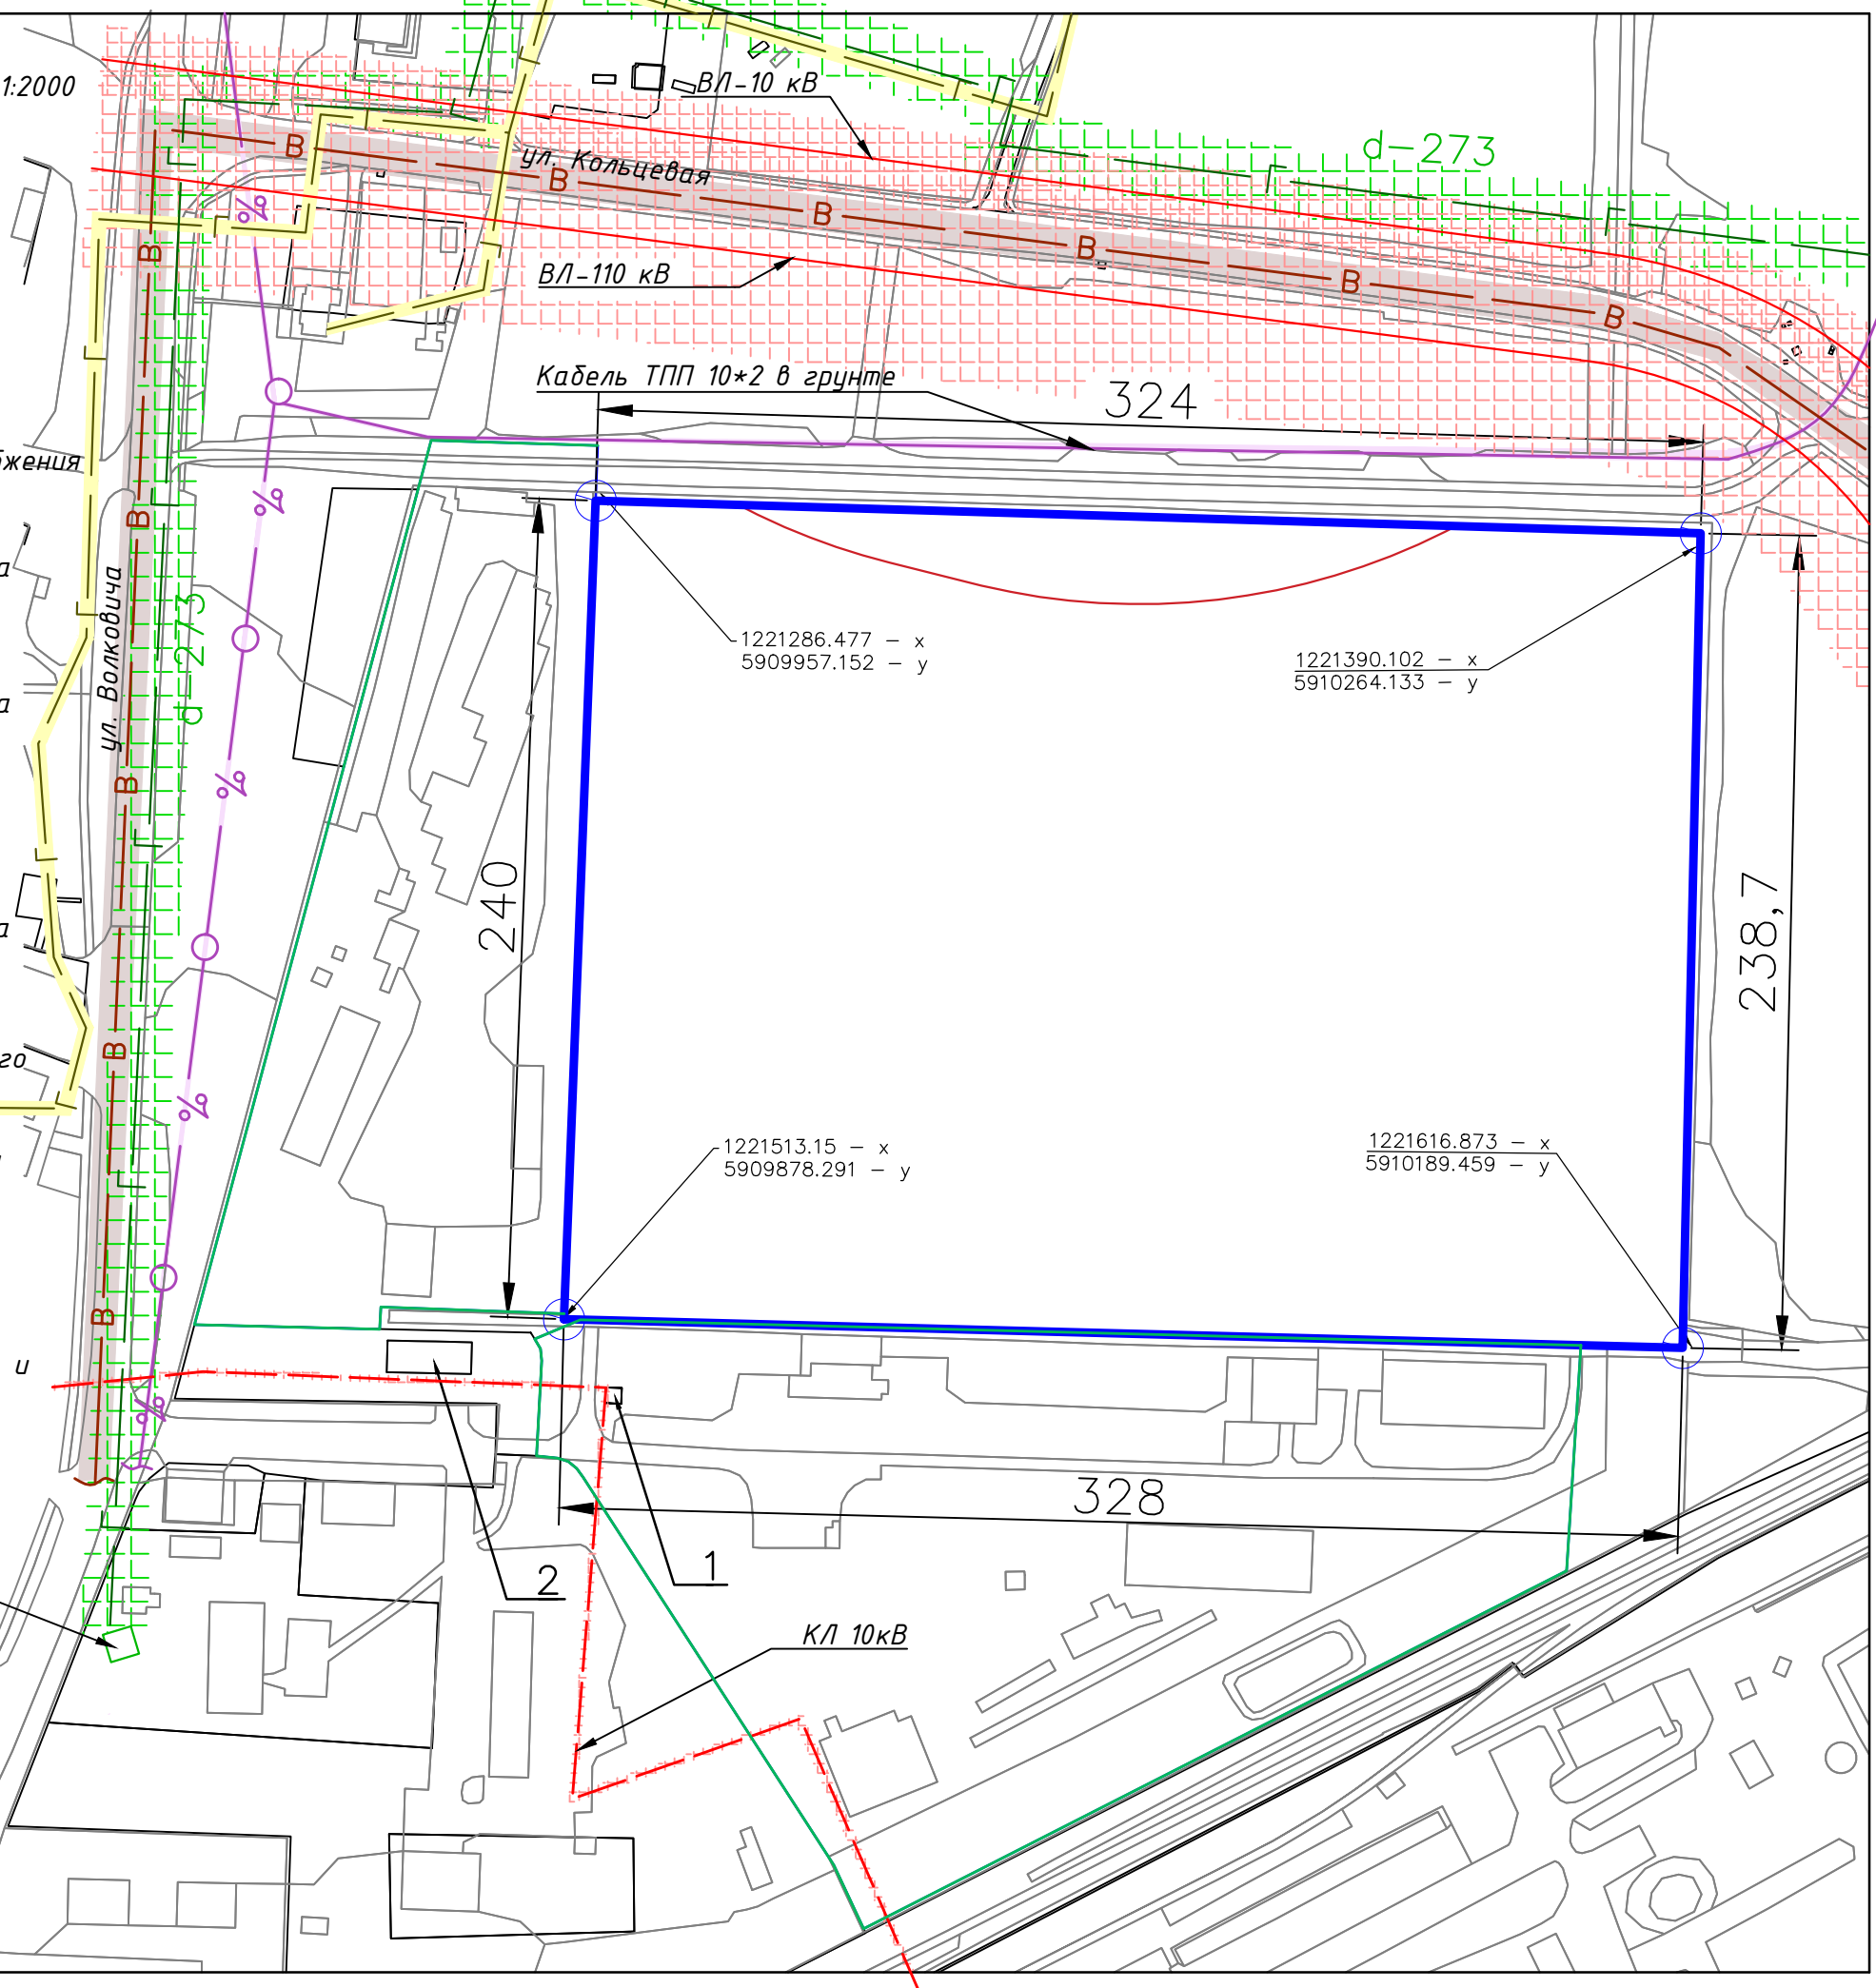 1:2000
ВЛ-10 кВ
ул. Кольцевая
d-273
В
В
В
В
В
В
В
ВЛ-110 кВ
Кабель ТПП 10*2 в грунте
324
жения
ул. Волковича
d-273
В
В
В
В
1221286.477 - x
5909957.152 - y
1221390.102 - x
5910264.133 - y
а
а
а
240
238,7
го
1221513.15 - x
5909878.291 - y
1221616.873 - x
5910189.459 - y
и
328
2
1
КЛ 10кВ